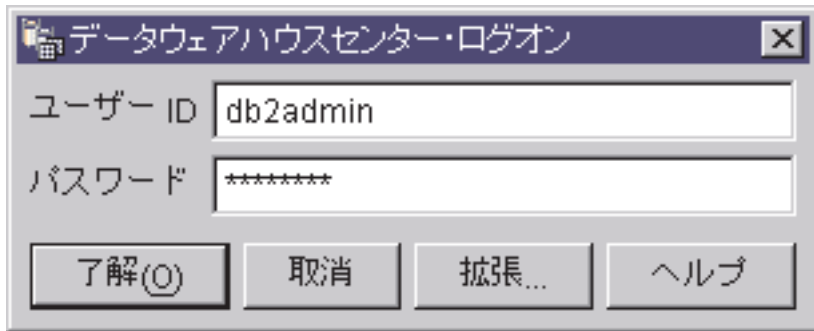 データウェアハウスセンター・ログオン
ユーザー ID db2admin
パスワード ********
了解(O) 取消 拡張... ヘルプ